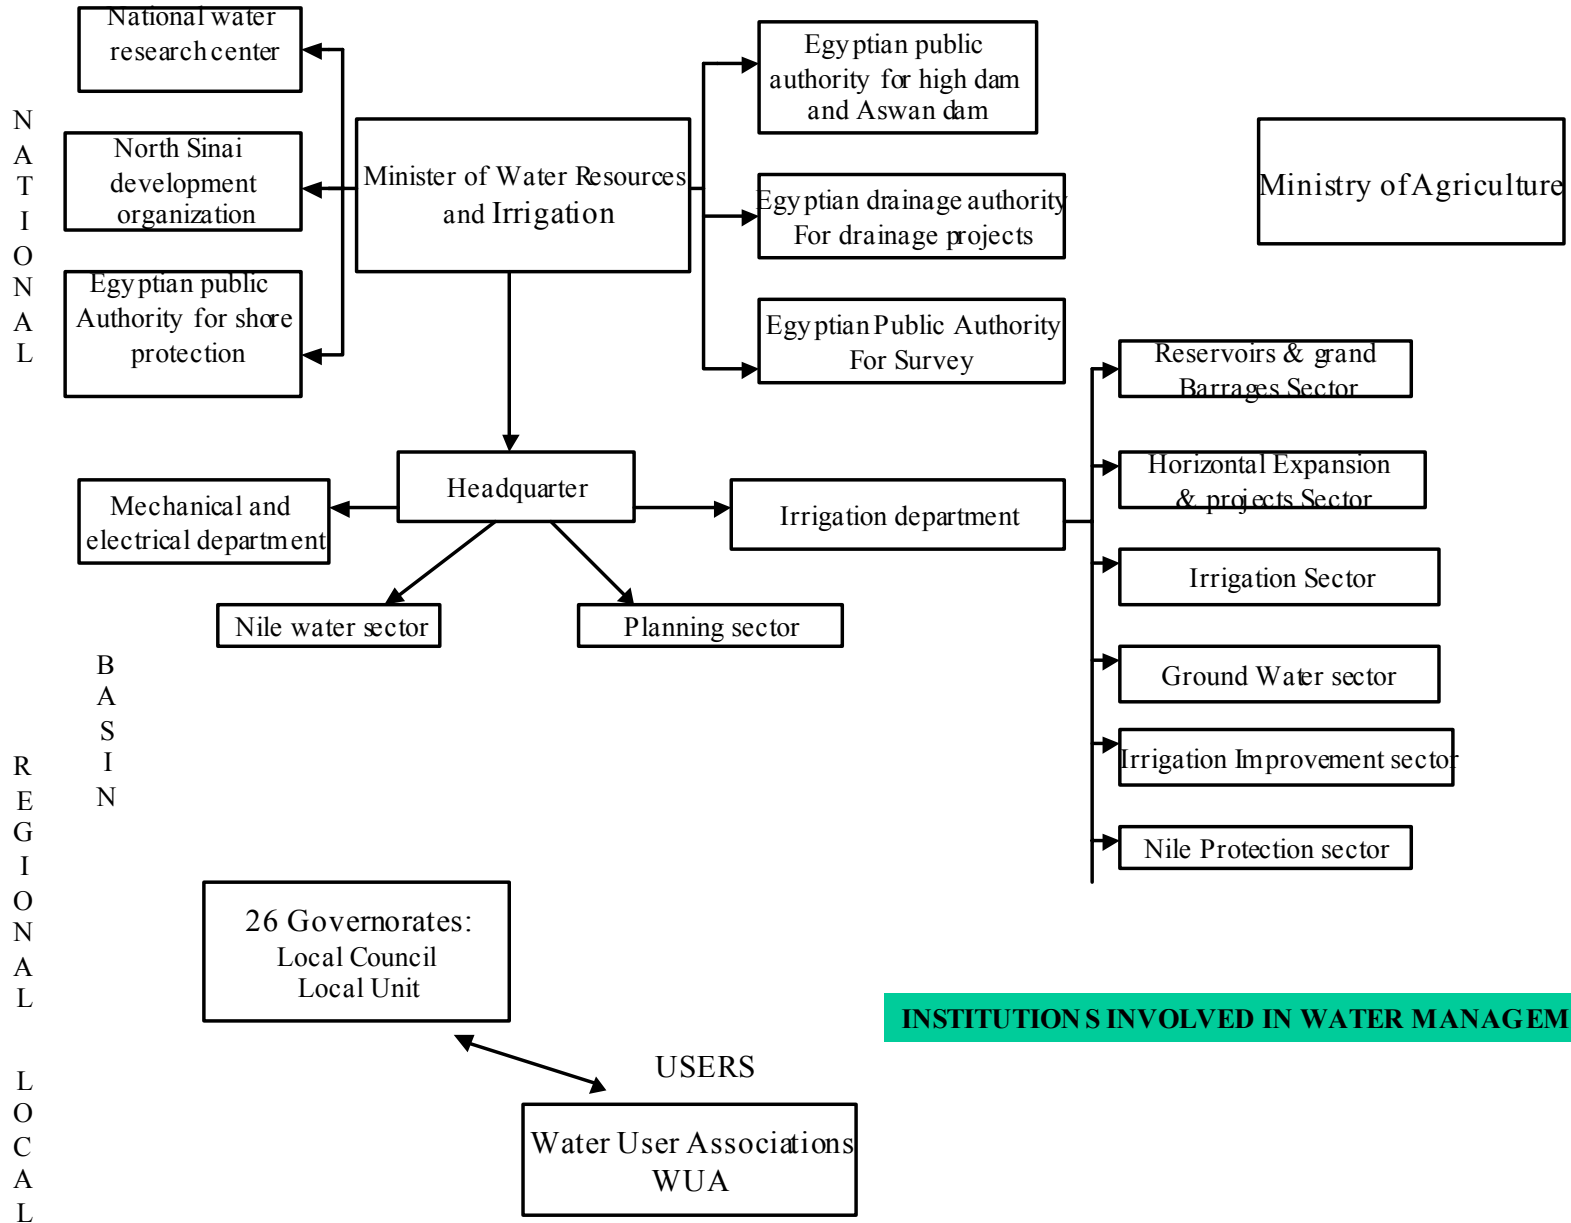 National water
research center
North Sinai
development
organization
Egyptian public
Authority for shore
protection
Minister of Water Resources
and Irrigation
Egyptian public
authority for high dam
and Aswan dam
Egyptian drainage authority
For drainage projects
Egyptian Public Authority
For Survey
Ministry of Agriculture
NATIONAL
Headquarter
Mechanical and
electrical department
Irrigation department
Nile water sector
Planning sector
Reservoirs & grand
Barrages Sector
Horizontal Expansion
& projects Sector
Irrigation Sector
Ground Water sector
Irrigation Improvement sector
Nile Protection sector
BASIN
REGIONAL
26 Governorates:
Local Council
Local Unit
INSTITUTIONS INVOLVED IN WATER MANAGEM
LOCAL
USERS
Water User Associations
WUA